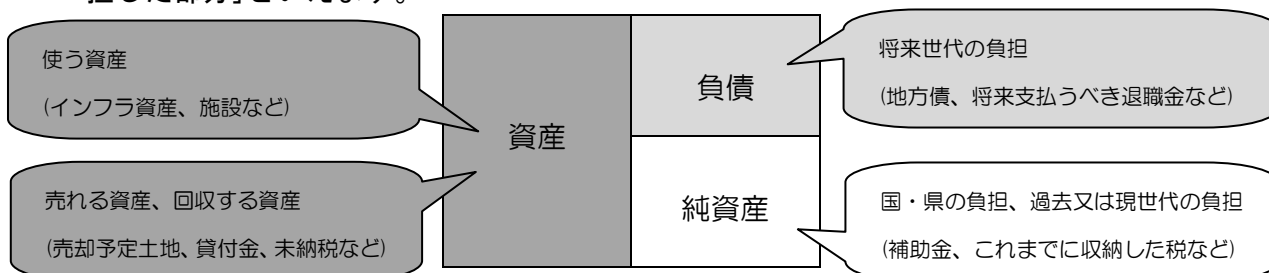 担した部分」といえます。
使う資産
(インフラ資産、施設など)
売れる資産、回収する資産
(売却予定土地、貸付金、未納税など)
資産
負債
純資産
将来世代の負担
(地方債、将来支払うべき退職金など)
国・県の負担、過去又は現世代の負担
(補助金、これまでに収納した税など)